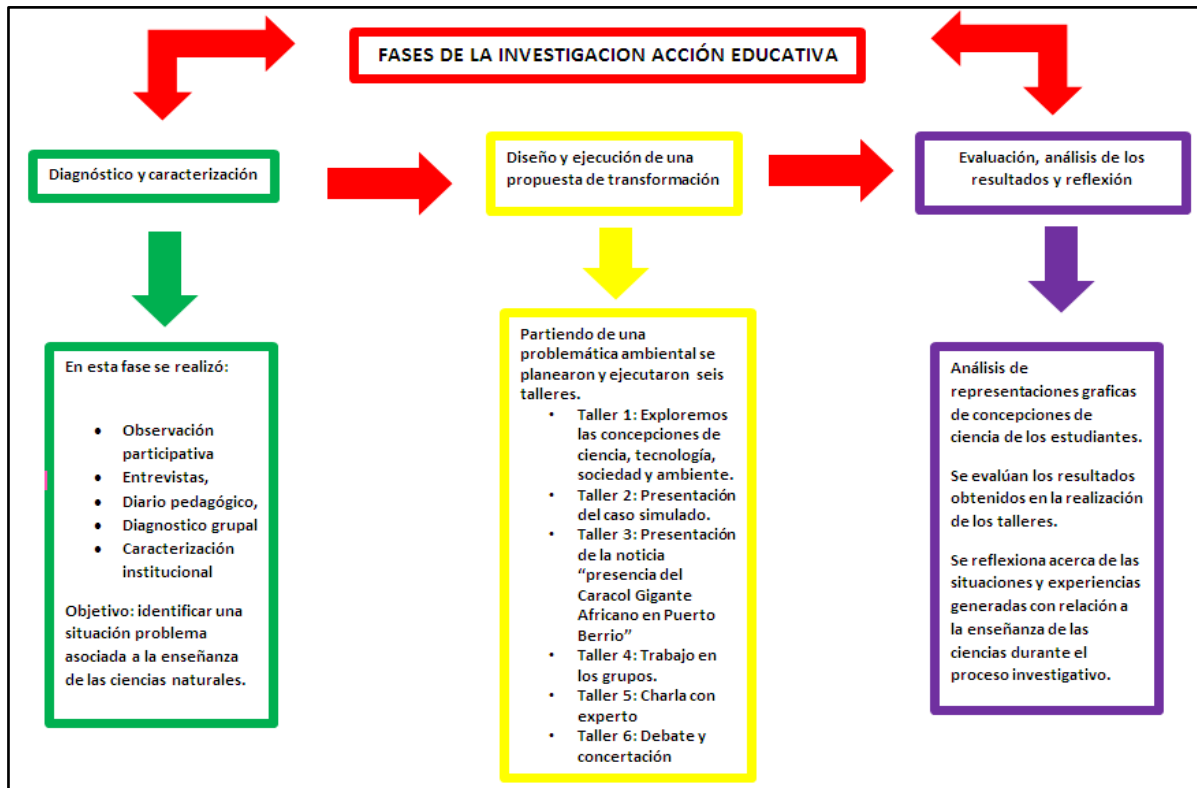 FASES DE LA INVESTIGACION ACCIÓN EDUCATIVA
Diagnóstico y caracterización
Diseño y ejecución de una
propuesta de transformación
Evaluación, análisis de los
resultados y reflexión
En esta fase se realizó:
• Observación
participativa
• Entrevistas,
• Diario pedagógico,
• Diagnostico grupal
• Caracterización
institucional
Objetivo: identificar una
situación problema
asociada a la enseñanza
de las ciencias naturales.
Partiendo de una
problemática ambiental se
planearon y ejecutaron seis
talleres.
• Taller 1: Exploremos
las concepciones de
ciencia, tecnología,
sociedad y ambiente.
• Taller 2: Presentación
del caso simulado.
• Taller 3: Presentación
de la noticia
“presencia del
Caracol Gigante
Africano en Puerto
Berrio”
• Taller 4: Trabajo en
los grupos.
• Taller 5: Charla con
experto
• Taller 6: Debate y
concertación
Análisis de
representaciones graficas
de concepciones de
ciencia de los estudiantes.
Se evalúan los resultados
obtenidos en la realización
de los talleres.
Se reflexiona acerca de las
situaciones y experiencias
generadas con relación a
la enseñanza de las
ciencias durante el
proceso investigativo.